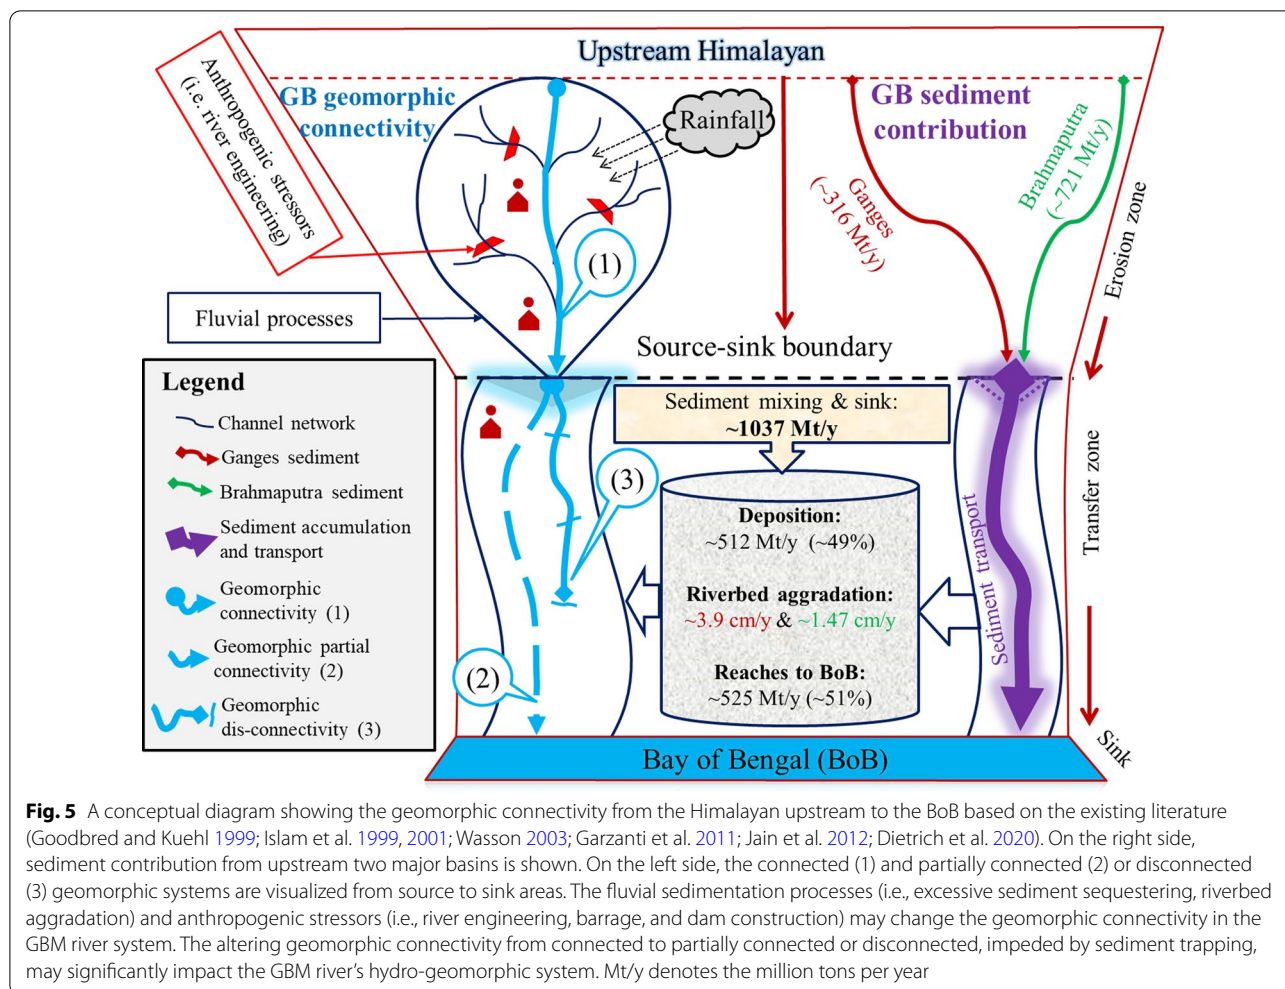 Upstream Himalayan
Anthropogenic stressors
(i.e. river engineering)
GB geomorphic
connectivity
Rainfall
GB sediment
contribution
Ganges
(~316 Mt/y)
Brahmaputra
(~721 Mt/y)
Erosion zone
(1)
Fluvial processes
Source-sink boundary
Legend
Channel network
Ganges sediment
Brahmaputra sediment
Sediment accumulation
and transport
Geomorphic
connectivity (1)
Geomorphic partial
connectivity (2)
Geomorphic
dis-connectivity (3)
Sediment mixing & sink:
~1037 Mt/y
(3)
(2)
Deposition:
~512 Mt/y (~49%)
Riverbed aggradation:
~3.9 cm/y & ~1.47 cm/y
Reaches to BoB:
~525 Mt/y (~51%)
Sediment transport
Transfer zone
Sink
Bay of Bengal (BoB)
Fig. 5 A conceptual diagram showing the geomorphic connectivity from the Himalayan upstream to the BoB based on the existing literature
(Goodbred and Kuehl 1999; Islam et al. 1999, 2001; Wasson 2003; Garzanti et al. 2011; Jain et al. 2012; Dietrich et al. 2020). On the right side,
sediment contribution from upstream two major basins is shown. On the left side, the connected (1) and partially connected (2) or disconnected
(3) geomorphic systems are visualized from source to sink areas. The fluvial sedimentation processes (i.e., excessive sediment sequestering, riverbed
aggradation) and anthropogenic stressors (i.e., river engineering, barrage, and dam construction) may change the geomorphic connectivity in the
GBM river system. The altering geomorphic connectivity from connected to partially connected or disconnected, impeded by sediment trapping,
may significantly impact the GBM river's hydro-geomorphic system. Mt/y denotes the million tons per year